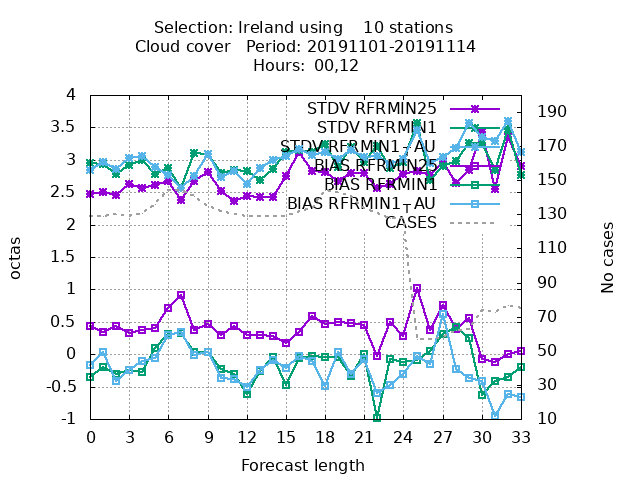 Selection: Ireland using 10 stations
Cloud cover Period: 20191101-20191114
Hours: 00,12
STDV RFRMIN25
STDV RFRMIN1
STDV RFRMIN1-AU
BIAS RFRMIN25
BIAS RFRMIN1
BIAS RFRMIN1-AU
CASES
4
3.5
3
2.5
2
1.5
1
0.5
0
-0.5
-1
octas
190
170
150
130
110
90
70
50
30
10
No cases
0 3 6 9 12 15 18 21 24 27 30 33
Forecast length